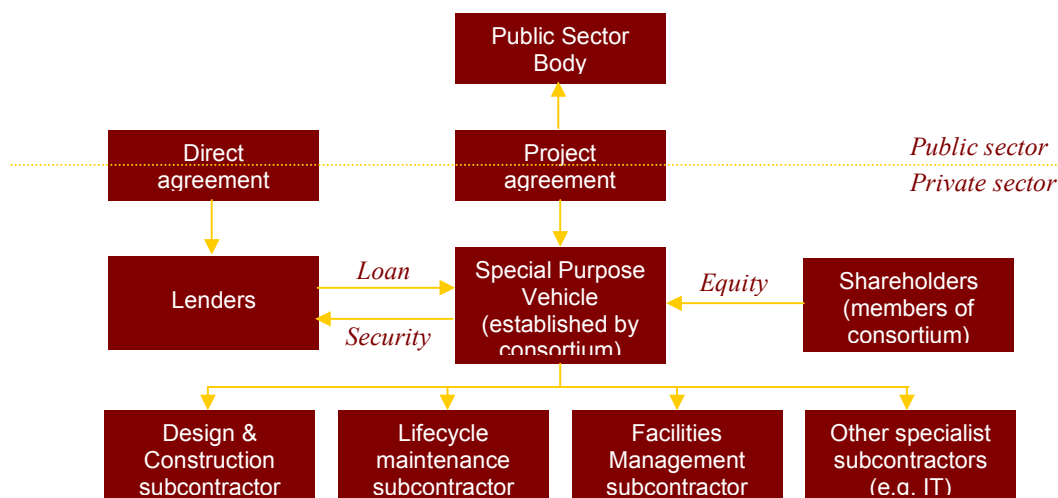 Public Sector
Body
Direct
agreement
Project
agreement
Public sector
Private sector
Lenders
Loan
Security
Special Purpose
Vehicle
(established by
consortium)
Equity
Shareholders
(members of
consortium)
Design &
Construction
subcontractor
Lifecycle
maintenance
subcontractor
Facilities
Management
subcontractor
Other specialist
subcontractors
(e.g. IT)